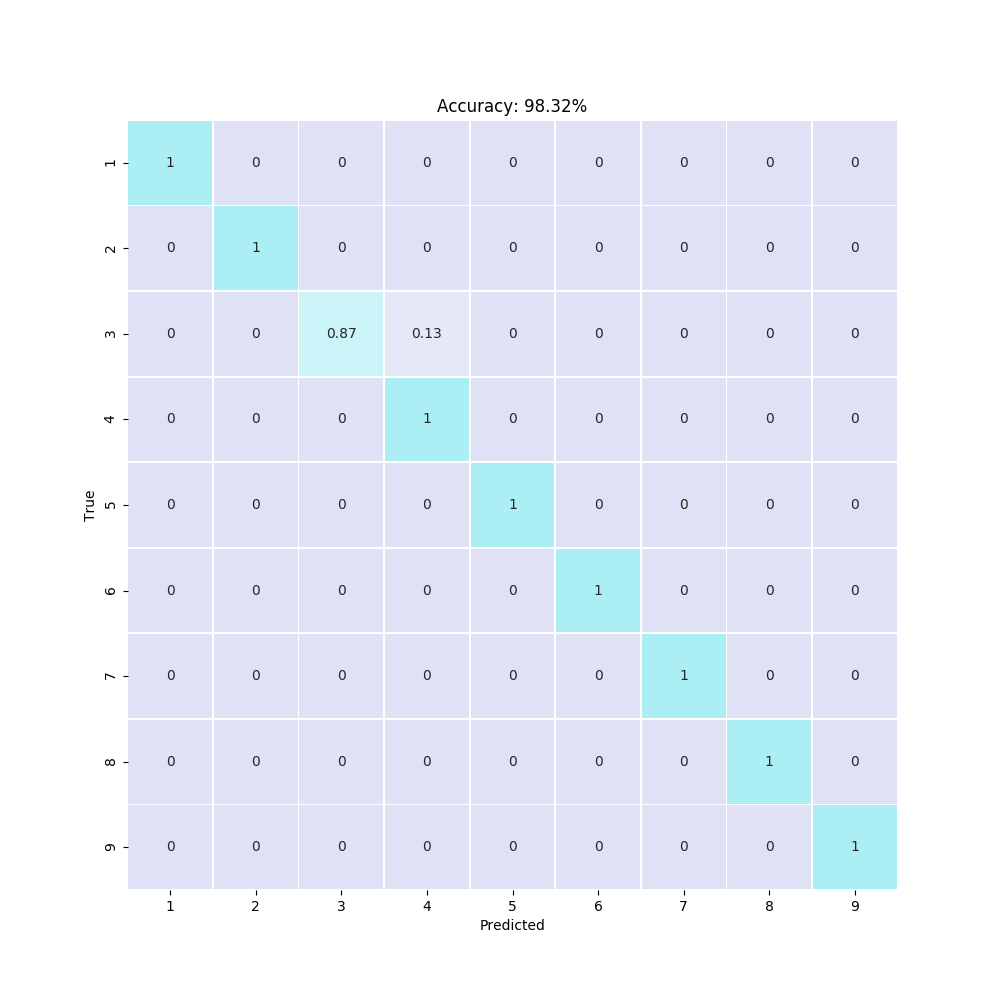 Accuracy: 98.32%
1 1 0 0 0 0 0 0 0 0
2 0 1 0 0 0 0 0 0 0
3 0 0 0.87 0.13 0 0 0 0 0
4 0 0 0 1 0 0 0 0 0
True
5 0 0 0 0 1 0 0 0 0
6 0 0 0 0 0 1 0 0 0
7 0 0 0 0 0 0 1 0 0
8 0 0 0 0 0 0 0 1 0
9 0 0 0 0 0 0 0 0 1
1 2 3 4 5 6 7 8 9
Predicted